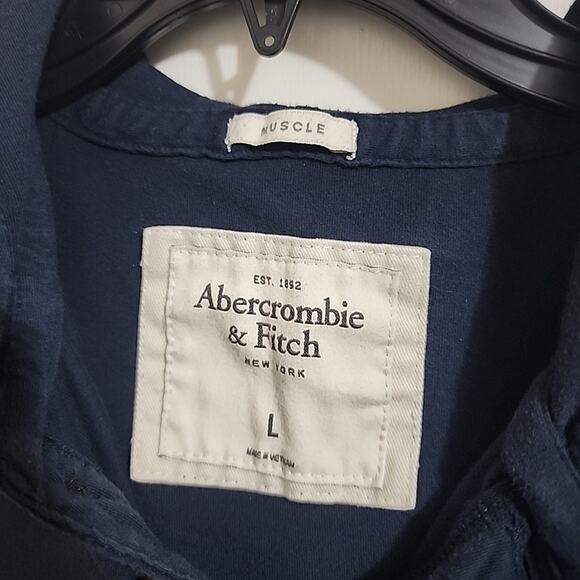 MUSCLE
EST. 1892
Abercrombie
& Fitch
NEW YORK
L
MADE IN VIETNAM